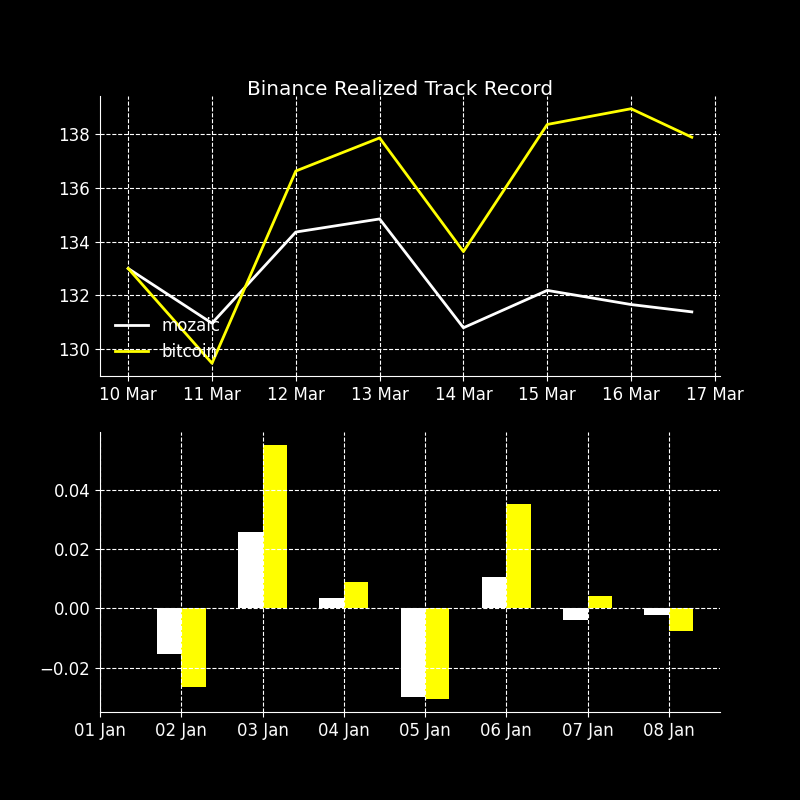 Binance Realized Track Record
138
136
134
132
130
mozaic
bitcoin
10 Mar 11 Mar 12 Mar 13 Mar 14 Mar 15 Mar 16 Mar 17 Mar
0.04
0.02
0.00
−0.02
01 Jan 02 Jan 03 Jan 04 Jan 05 Jan 06 Jan 07 Jan 08 Jan